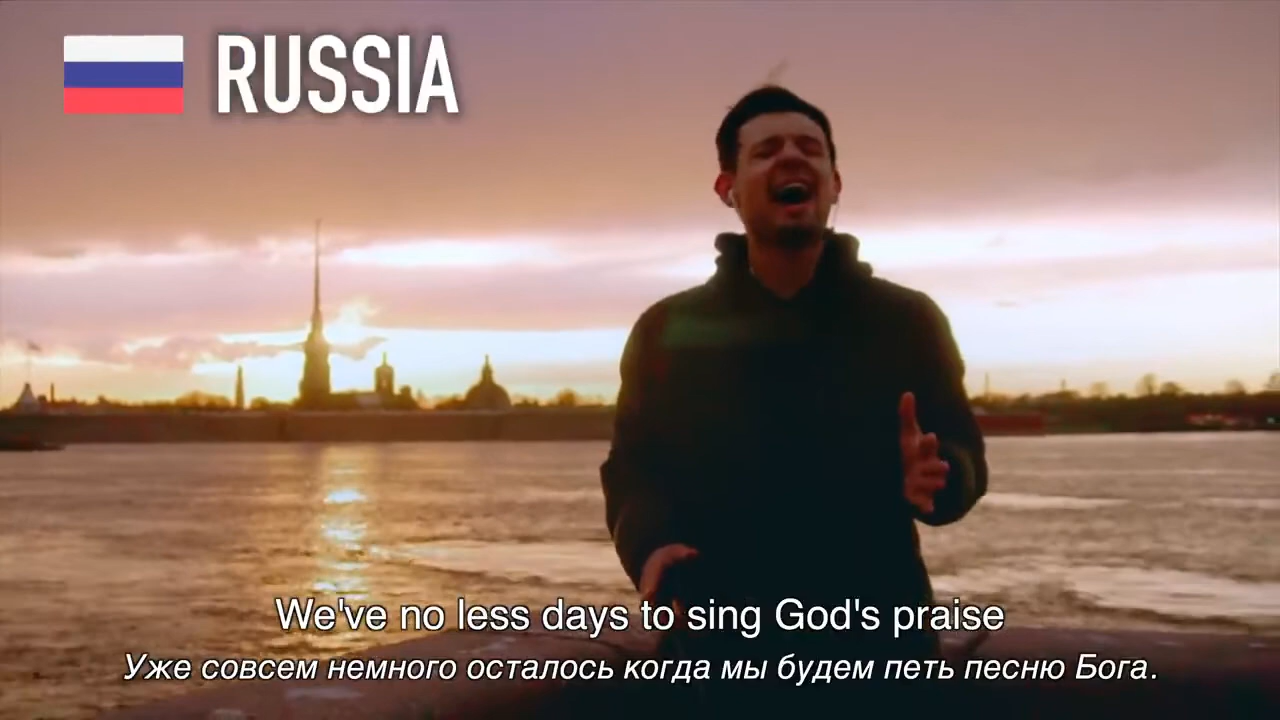 RUSSIA
We've no less days to sing God's praise
Уже совсем немного осталось когда мы будем петь песню Бога.